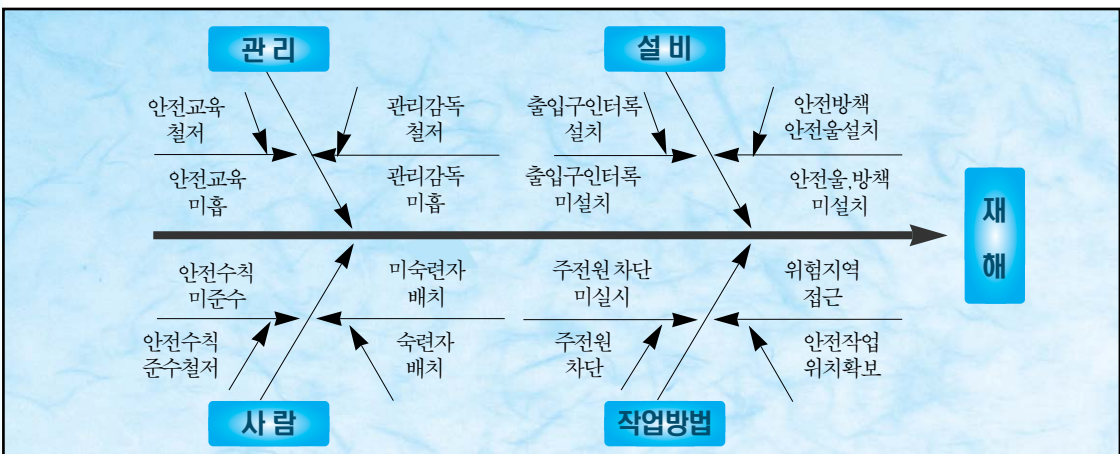 관리
설비
안전교육
철저
관리감독
철저
출입구인터록
설치
안전방책
안전울설치
안전교육
미흡
관리감독
미흡
출입구인터록
미설치
안전울,방책
미설치
재
해
안전수칙
미준수
미숙련자
배치
주전원 차단
미실시
위험지역
접근
안전수칙
준수철저
숙련자
배치
주전원
차단
안전작업
위치확보
사람
작업방법